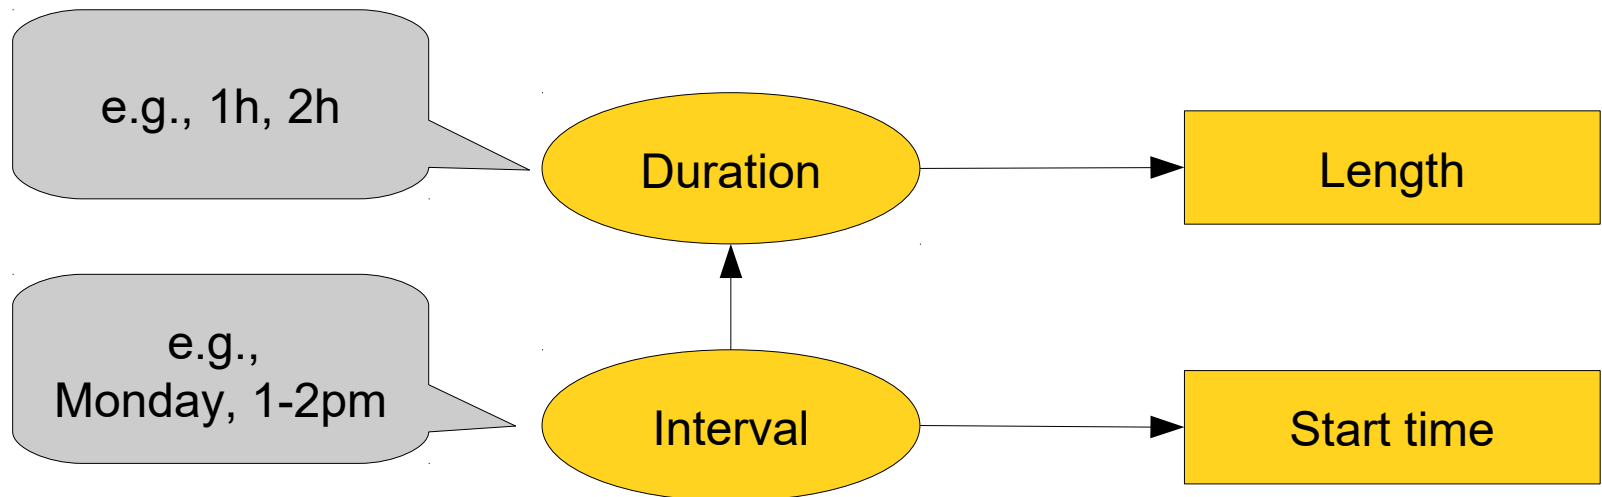 e.g., 1h, 2h
Duration
Length
e.g.,
Monday, 1-2pm
Interval
Start time